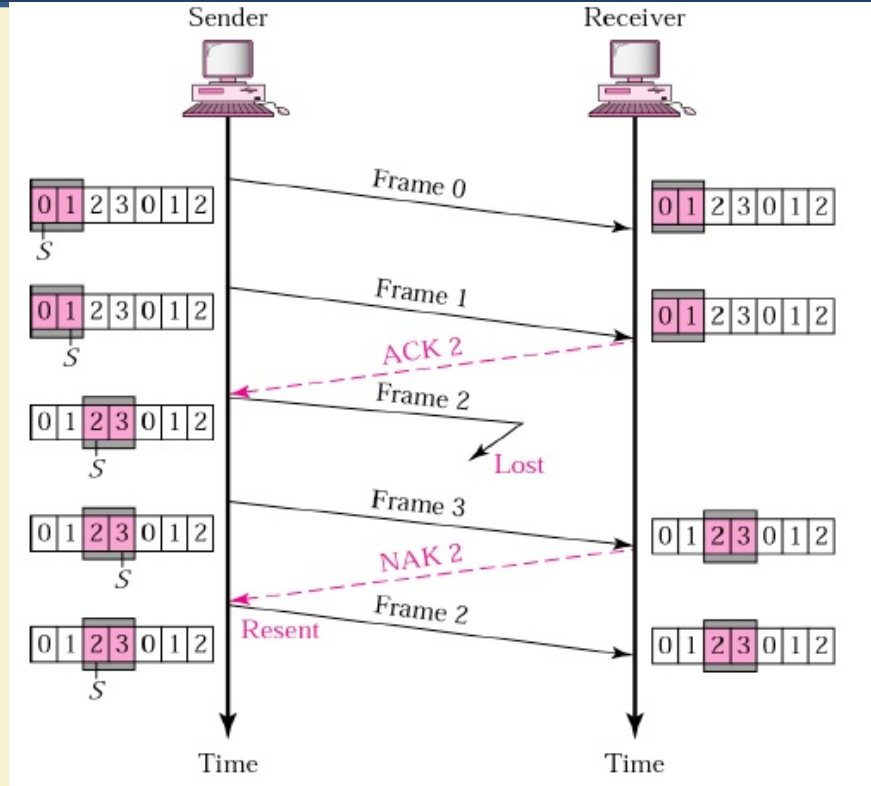 Sender Receiver
Frame 0
0 1 2 3 0 1 2
S
0 1 2 3 0 1 2
Frame 1
0 1 2 3 0 1 2
S
0 1 2 3 0 1 2
ACK 2
Frame 2
0 1 2 3 0 1 2
S
Lost
Frame 3
0 1 2 3 0 1 2
S
0 1 2 3 0 1 2
NAK 2
Frame 2
Resent
0 1 2 3 0 1 2
S
0 1 2 3 0 1 2
Time Time